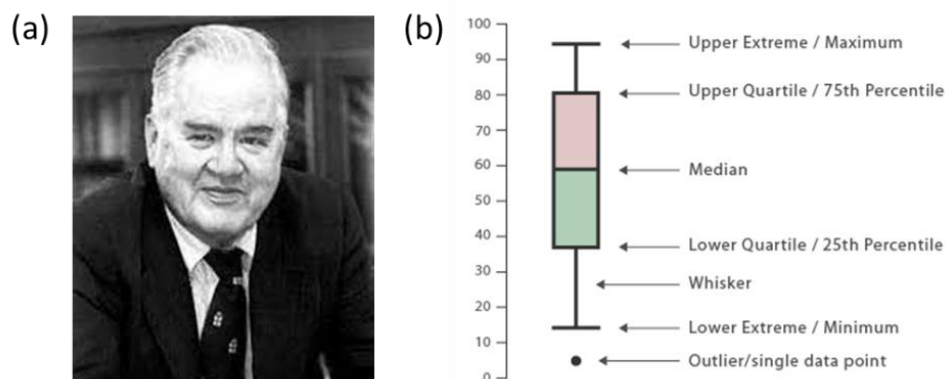 (a)
(b)
100
90
80
70
60
50
40
30
20
10
0
Upper Extreme / Maximum
Upper Quartile / 75th Percentile
Median
Lower Quartile / 25th Percentile
Whisker
Lower Extreme / Minimum
Outlier/single data point